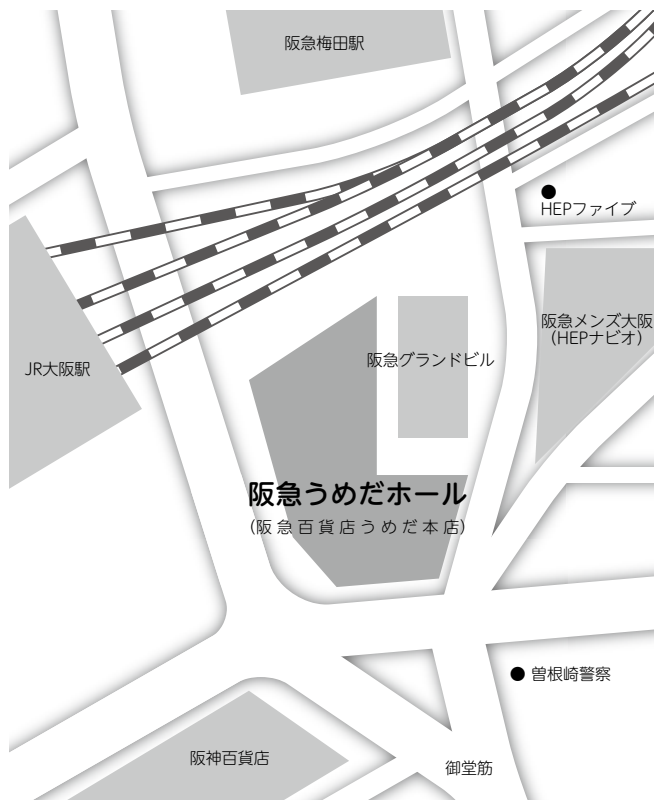 阪急梅田駅
HEPファイブ
阪急メンズ大阪
(HEPナビオ)
阪急グランドビル
JR大阪駅
阪急うめだホール
(阪急百貨店うめだ本店)
曽根崎警察
阪神百貨店
御堂筋